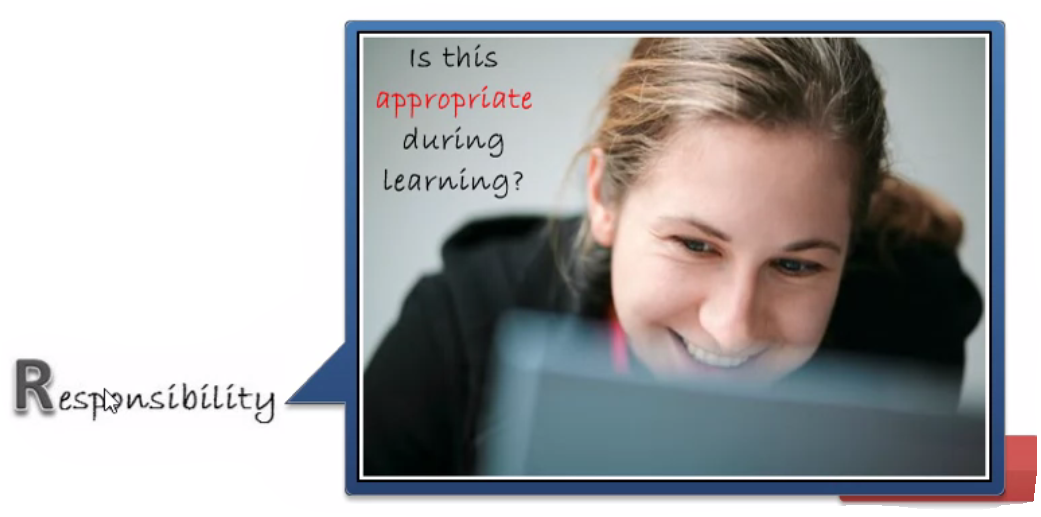 Is this
appropriate
during
learning?
Responsibility